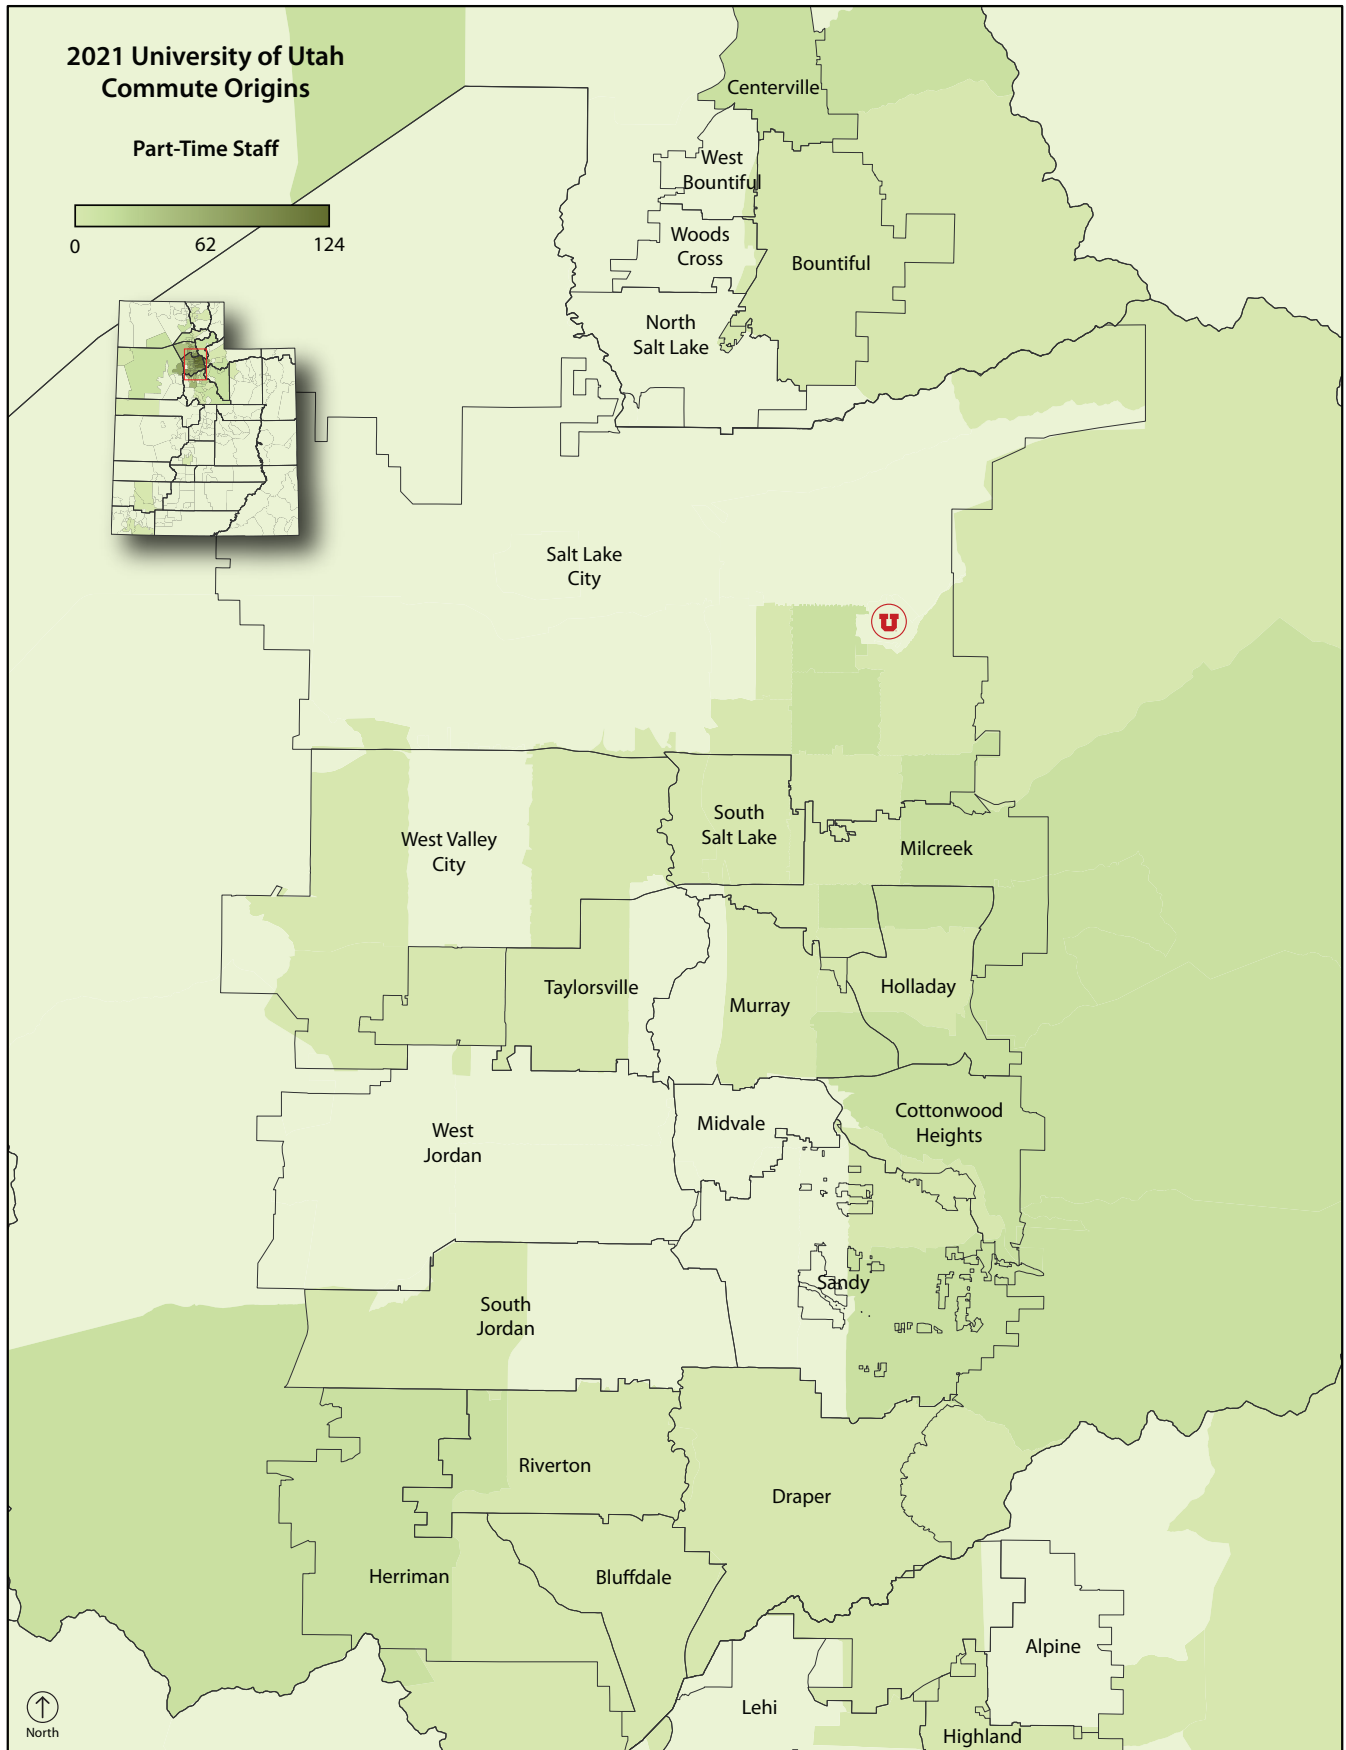 2021 University of Utah
Commute Origins
Part-Time Staff
0 62 124
Centerville
West
Bountiful
Woods
Cross
Bountiful
North
Salt Lake
Salt Lake
City
U
South
Salt Lake
West Valley
City
Milcreek
Taylorsville
Holladay
Murray
Cottonwood
Heights
Midvale
West
Jordan
Sandy
South
Jordan
Riverton
Draper
Herriman
Bluffdale
Alpine
Lehi
North
Highland